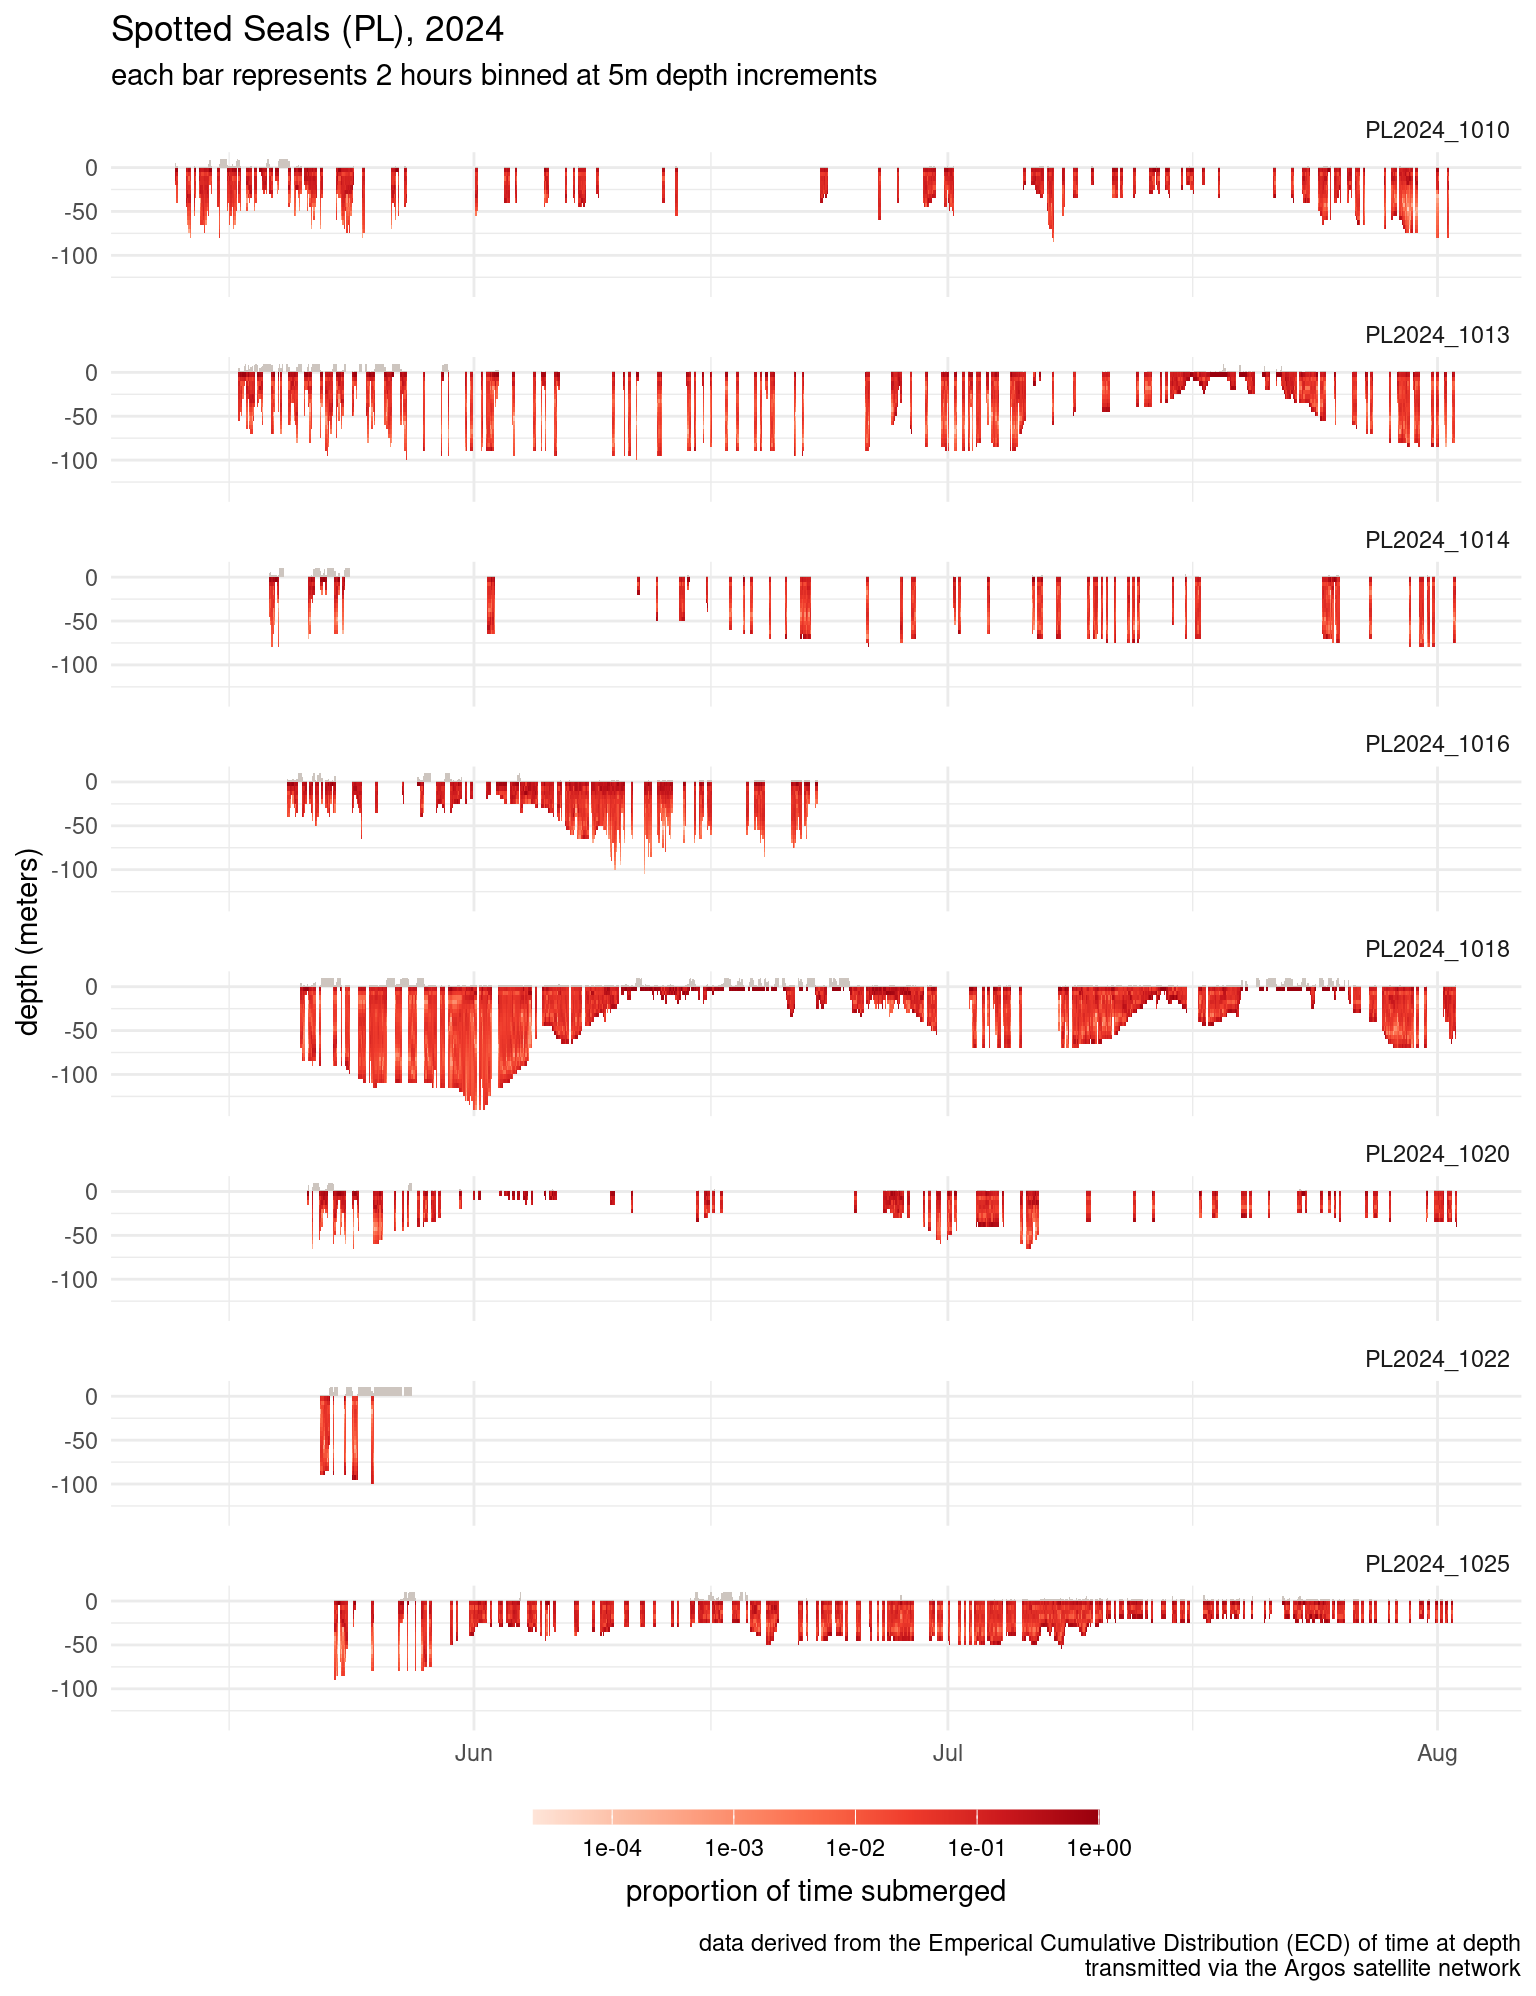 Spotted Seals (PL), 2024
each bar represents 2 hours binned at 5m depth increments
PL2024_1010
0
-50
-100
PL2024_1013
0
-50
-100
PL2024_1014
0
-50
-100
PL2024_1016
0
-50
-100
depth (meters)
PL2024_1018
0
-50
-100
PL2024_1020
0
-50
-100
PL2024_1022
0
-50
-100
PL2024_1025
0
-50
-100
Jun Jul Aug
1e-04 1e-03 1e-02 1e-01 1e+00
proportion of time submerged
data derived from the Emperical Cumulative Distribution (ECD) of time at depth
transmitted via the Argos satellite network